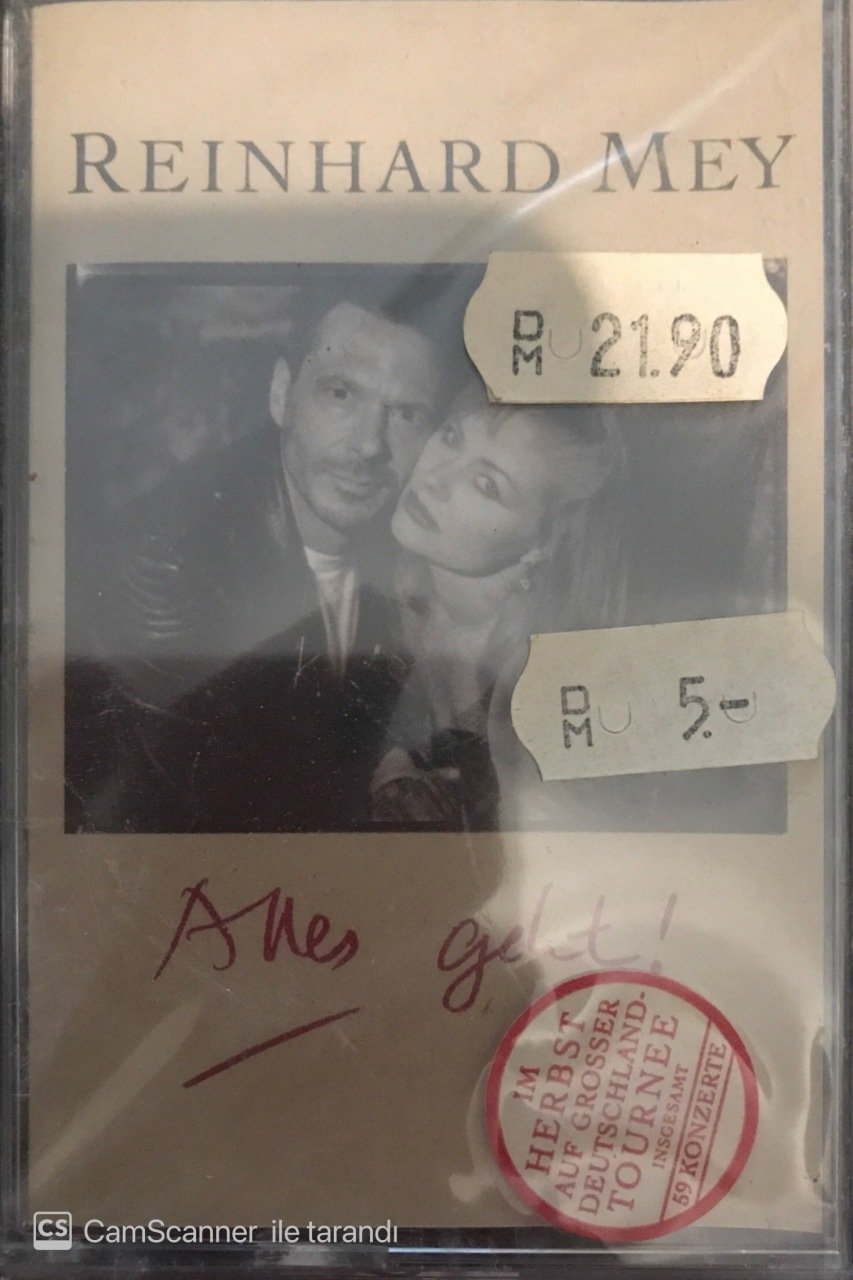 REINHARD MEY
DM 21.90
DM 5.-
Alles geht!
IM
HERBST
AUF GROSSER
DEUTSCHLAND-
TOURNEE
INSGESAMT
59 KONZERTE
CS CamScanner ile tarandı